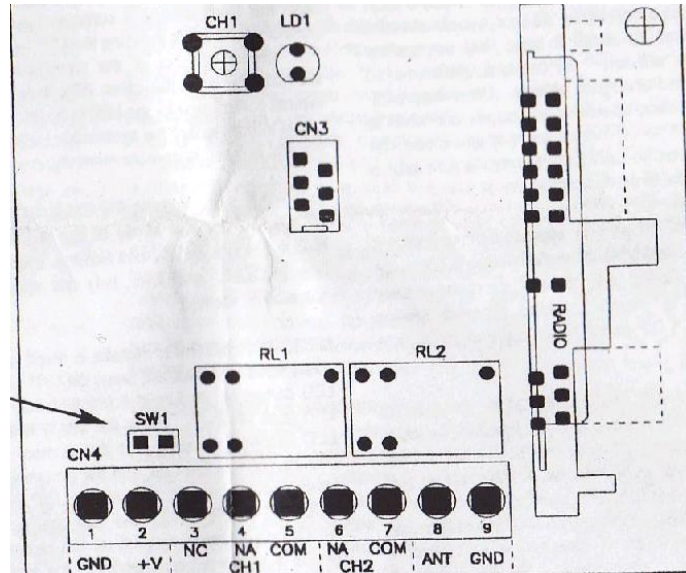 CH1 LD1
CN3
RADIO
RL1 RL2
SW1
CN4
1 2 3 4 5 6 7 8 9
GND +V NC NA COM NA COM ANT GND
CH1 CH2